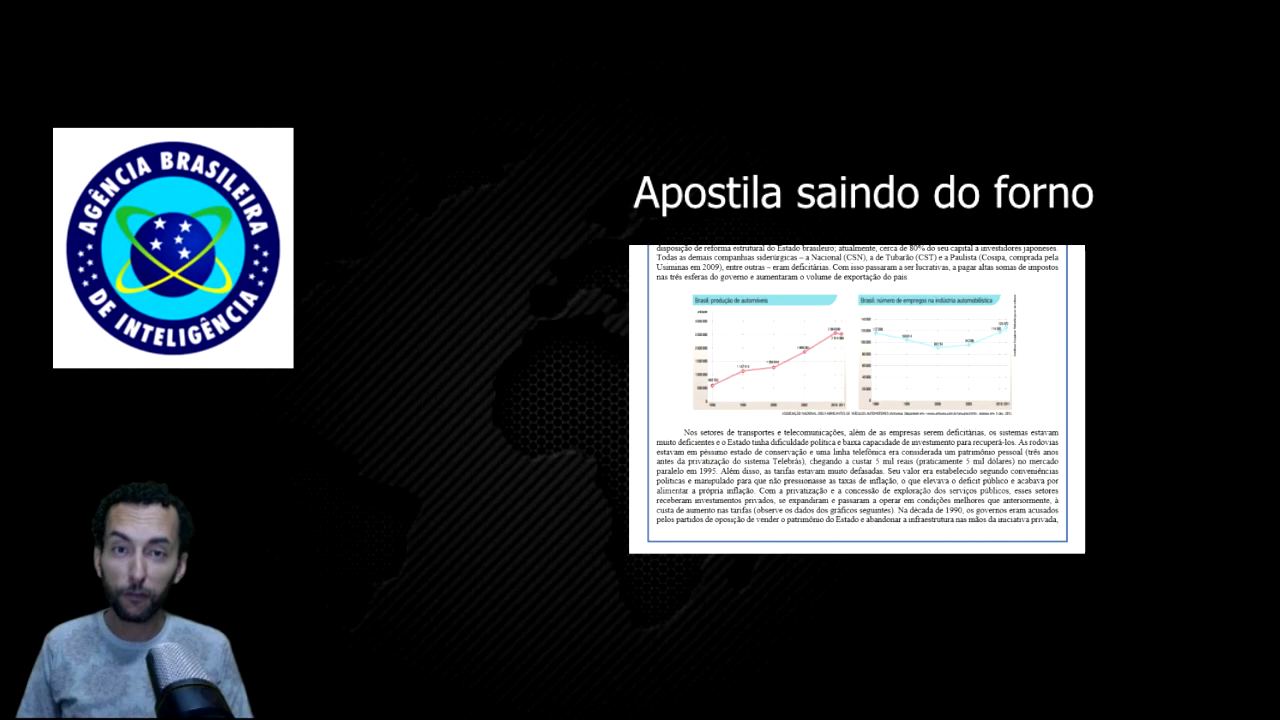 AGÊNCIA BRASILEIRA
DE INTELIGÊNCIA
Apostila saindo do forno
disposição de reforma estrutural do Estado brasileiro; atualmente, cerca de 80% do seu capital a investidores japoneses.
Todas as demais companhias siderúrgicas – a Nacional (CSN), a de Tubarão (CST) e a Paulista (Cosipa, comprada pela
Usiminas em 2009), entre outras – eram deficitárias. Com isso passaram a ser lucrativas, a pagar altas somas de impostos
nas três esferas do governo e aumentaram o volume de exportação do país
Brasil: produção de automóveis
Brasil: número de empregos na indústria automobilística
Nos setores de transportes e telecomunicações, além de as empresas serem deficitárias, os sistemas estavam
muito deficientes e o Estado tinha dificuldade política e baixa capacidade de investimento para recuperá-los. As rodovias
estavam em péssimo estado de conservação e uma linha telefônica era considerada um patrimônio pessoal (três anos
antes da privatização do sistema Telebrás), chegando a custar 5 mil reais (praticamente 5 mil dólares) no mercado
paralelo em 1995. Além disso, as tarifas estavam muito defasadas. Seu valor era estabelecido segundo conveniências
políticas e manipulado para que não pressionasse as taxas de inflação, o que elevava o deficit público e acabava por
alimentar a própria inflação. Com a privatização e a concessão de exploração dos serviços públicos, esses setores
receberam investimentos privados, se expandiram e passaram a operar em condições melhores que anteriormente, à
custa de aumento nas tarifas (observe os dados dos gráficos seguintes). Na década de 1990, os governos eram acusados
pelos partidos de oposição de vender o patrimônio do Estado e abandonar a infraestrutura nas mãos da iniciativa privada,